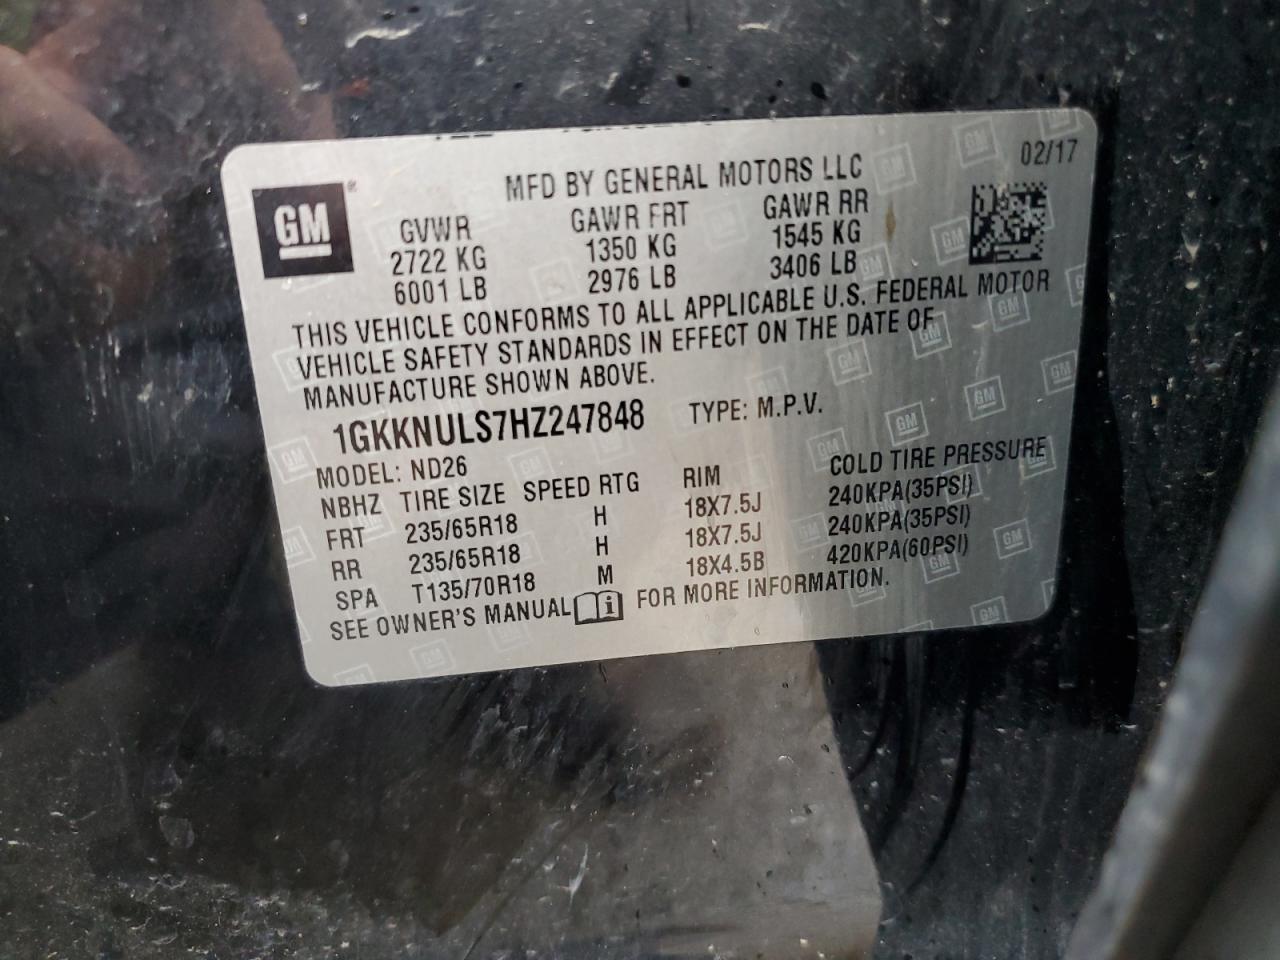 MFD BY GENERAL MOTORS LLC
02/17
GM®
GVWR GAWR FRT GAWR RR
2722 KG 1350 KG 1545 KG
6001 LB 2976 LB 3406 LB
THIS VEHICLE CONFORMS TO ALL APPLICABLE U.S. FEDERAL MOTOR
VEHICLE SAFETY STANDARDS IN EFFECT ON THE DATE OF
MANUFACTURE SHOWN ABOVE.
1GKKNULS7HZ247848 TYPE: M.P.V.
MODEL: ND26
NBHZ TIRE SIZE SPEED RTG RIM COLD TIRE PRESSURE
FRT 235/65R18 H 18X7.5J 240KPA(35PSI)
RR 235/65R18 H 18X7.5J 240KPA(35PSI)
SPA T135/70R18 M 18X4.5B 420KPA(60PSI)
SEE OWNER'S MANUAL i FOR MORE INFORMATION.